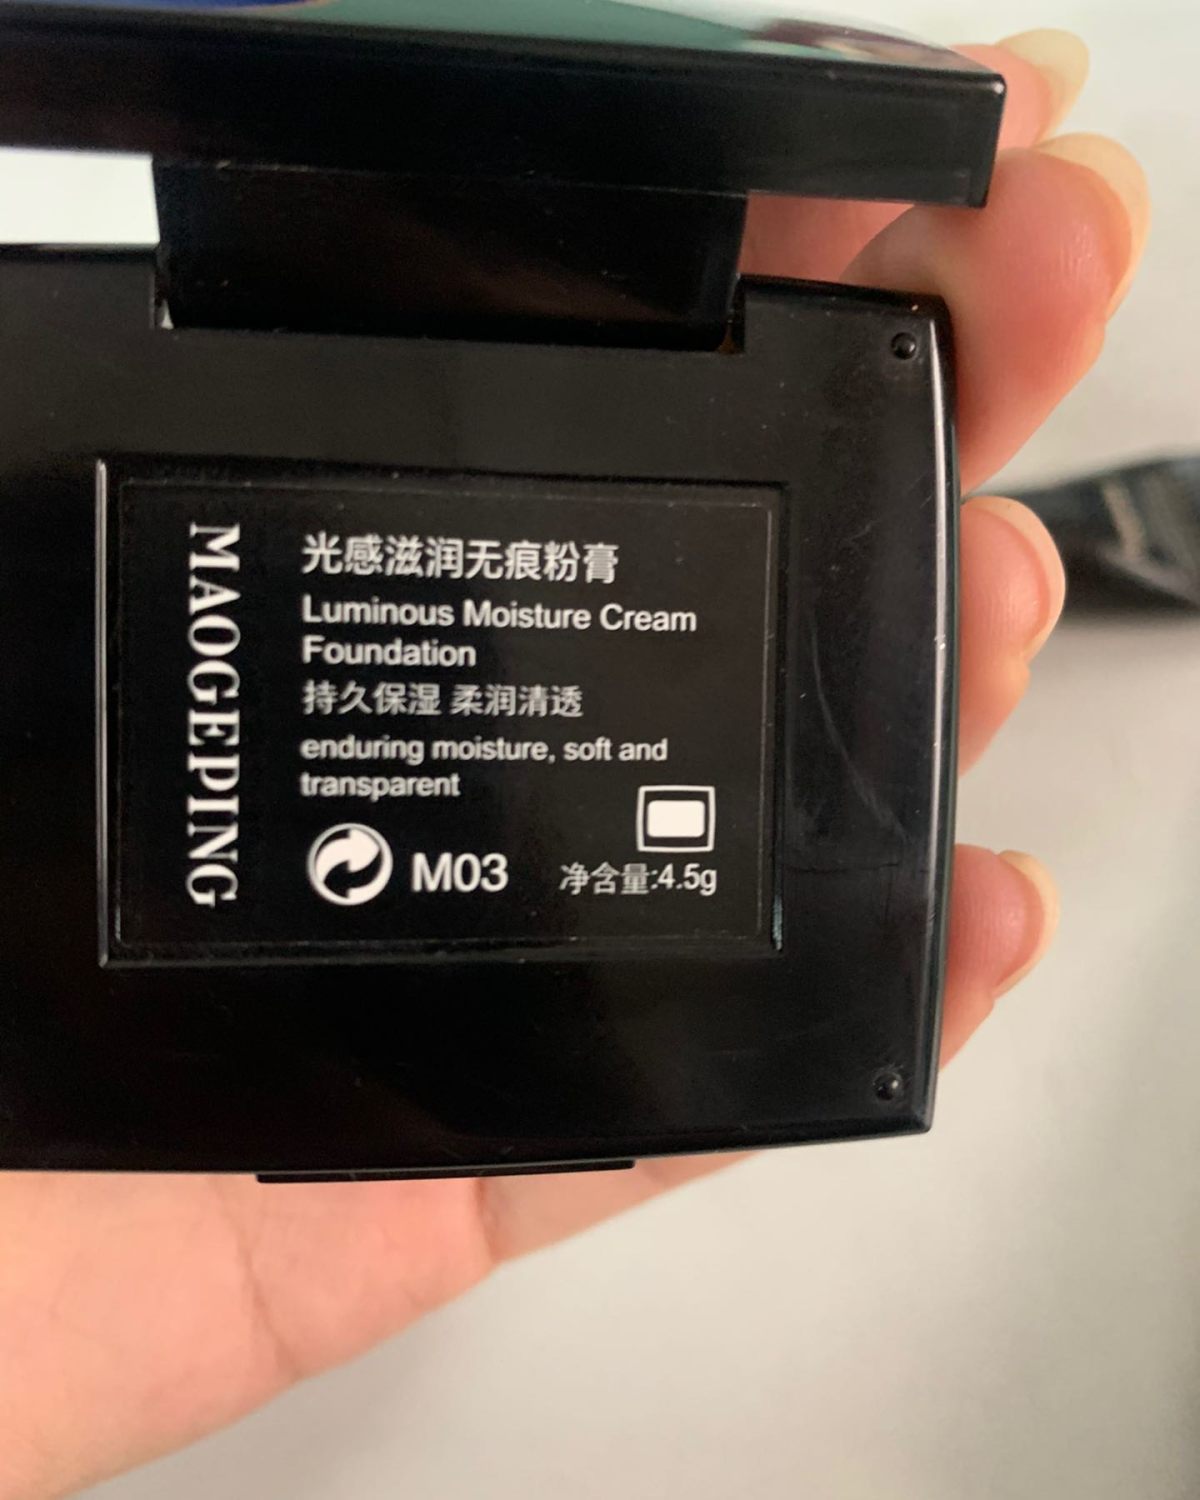 MAOGEPING
光感滋润无痕粉膏
Luminous Moisture Cream
Foundation
持久保湿 柔润清透
enduring moisture, soft and
transparent
M03
净含量:4.5g